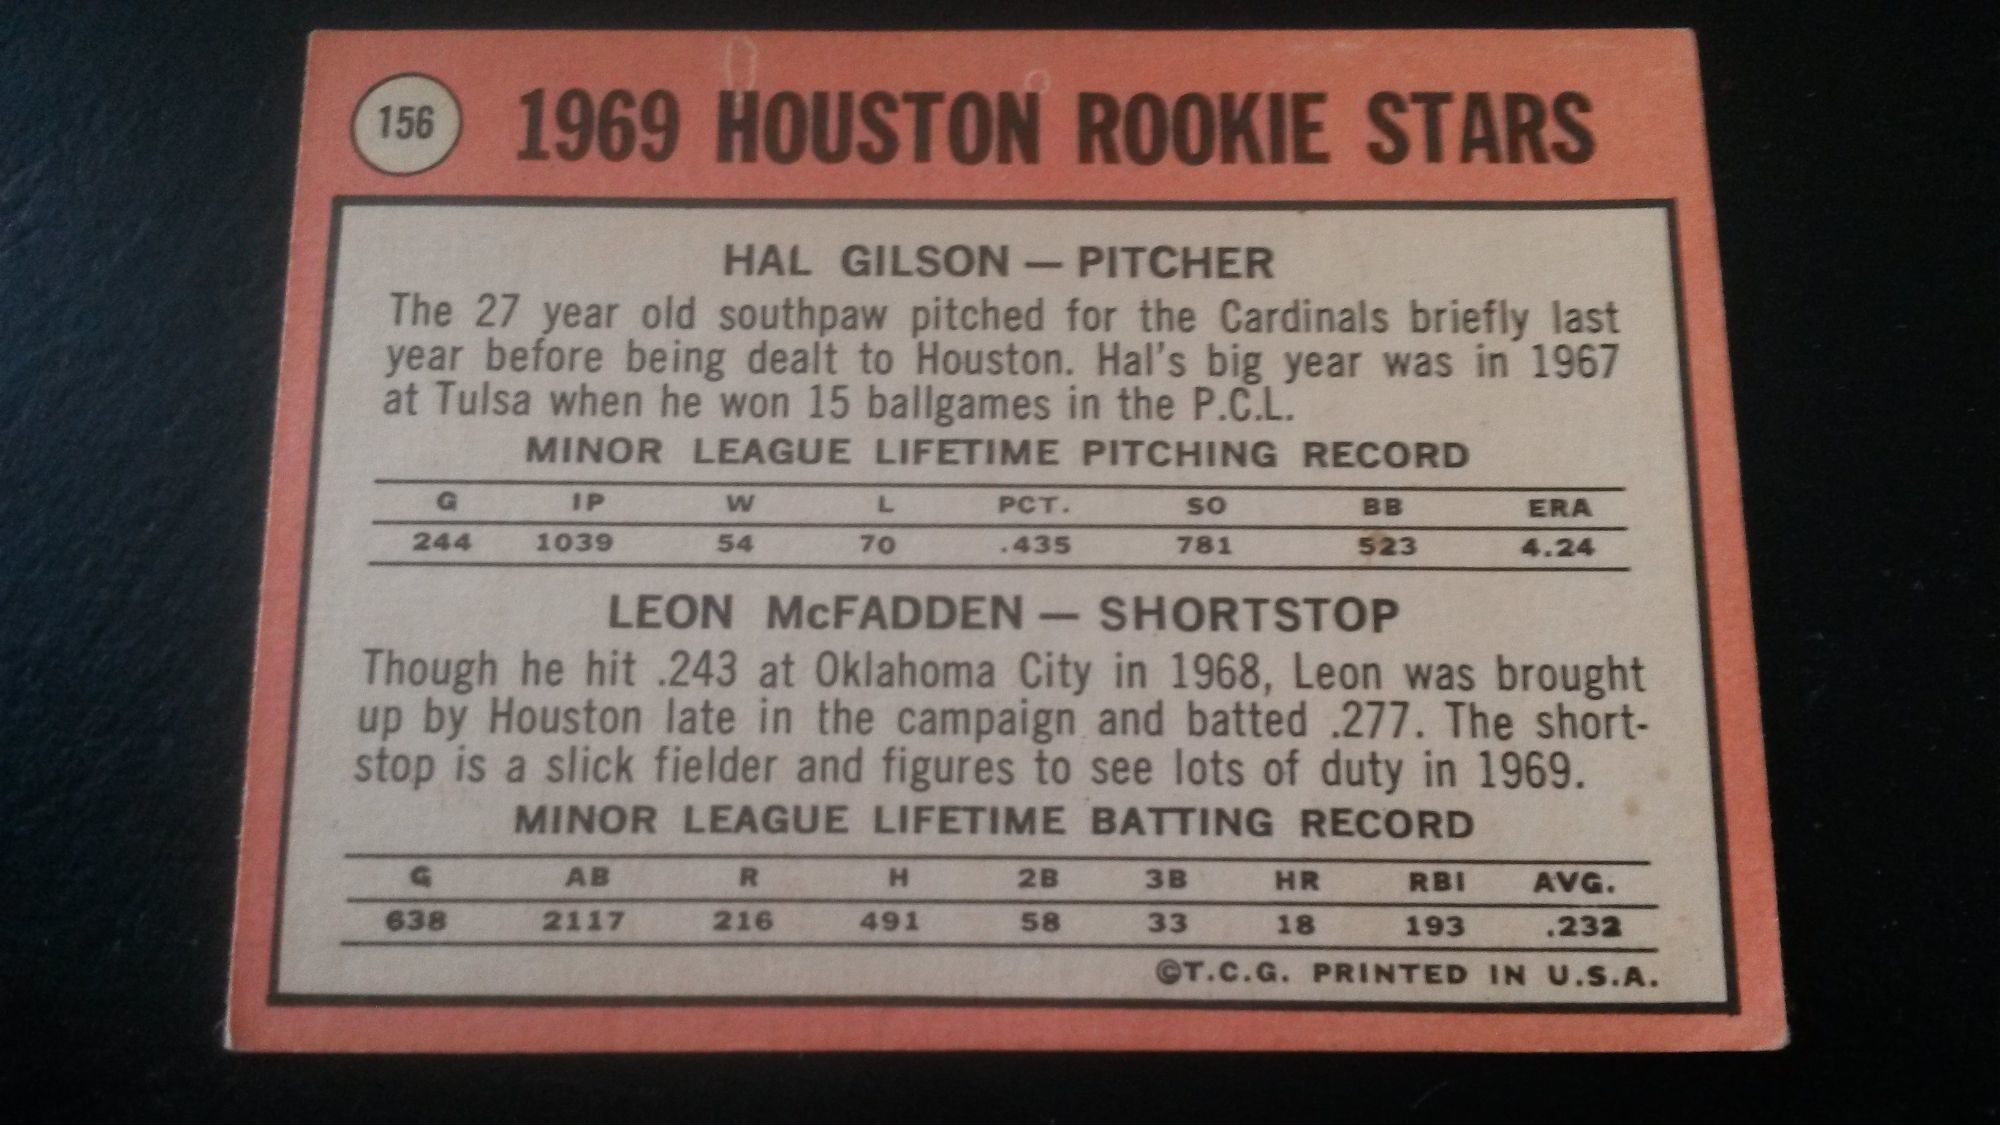 156
1969 HOUSTON ROOKIE STARS
HAL GILSON — PITCHER
The 27 year old southpaw pitched for the Cardinals briefly last
year before being dealt to Houston. Hal's big year was in 1967
at Tulsa when he won 15 ballgames in the P.C.L.
MINOR LEAGUE LIFETIME PITCHING RECORD
G IP W L PCT. SO BB ERA
244 1039 54 70 .435 781 523 4.24
LEON McFADDEN — SHORTSTOP
Though he hit .243 at Oklahoma City in 1968, Leon was brought
up by Houston late in the campaign and batted .277. The short-
stop is a slick fielder and figures to see lots of duty in 1969.
MINOR LEAGUE LIFETIME BATTING RECORD
G AB R H 2B 3B HR RBI AVG.
638 2117 216 491 58 33 18 193 .232
©T.C.G. PRINTED IN U.S.A.